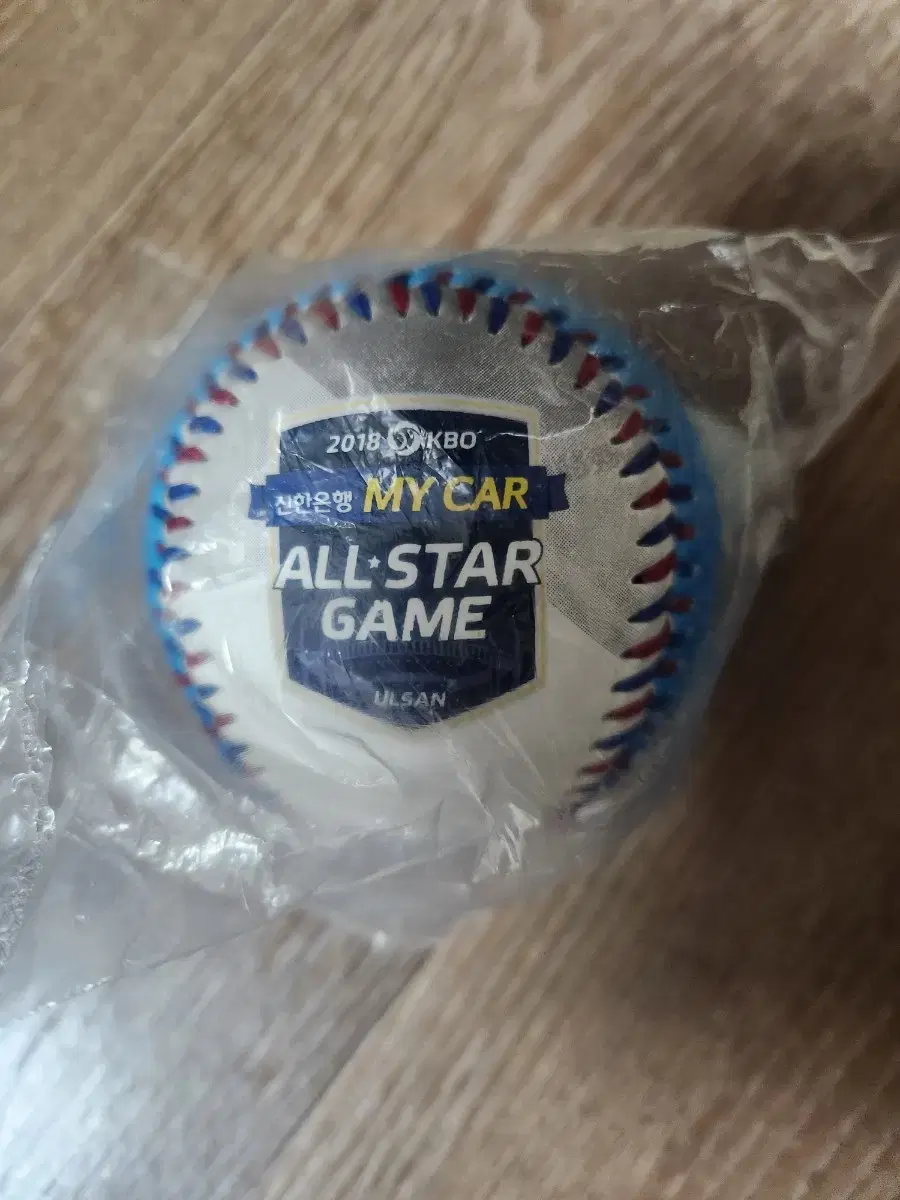 2018 KBO
신한은행 MY CAR
ALL★STAR
GAME
ULSAN